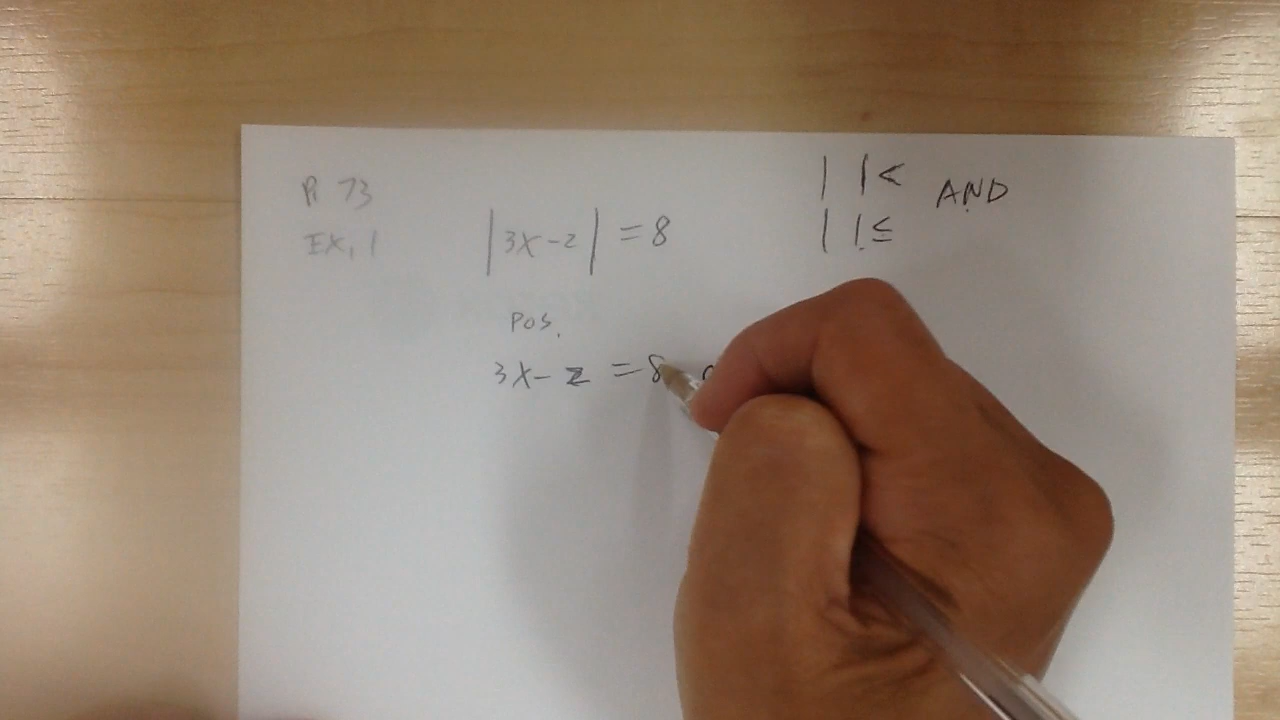 P. 73
EX. 1
|3x-2| = 8
| |< AND
| |≤
POS.
3x-2 = 8